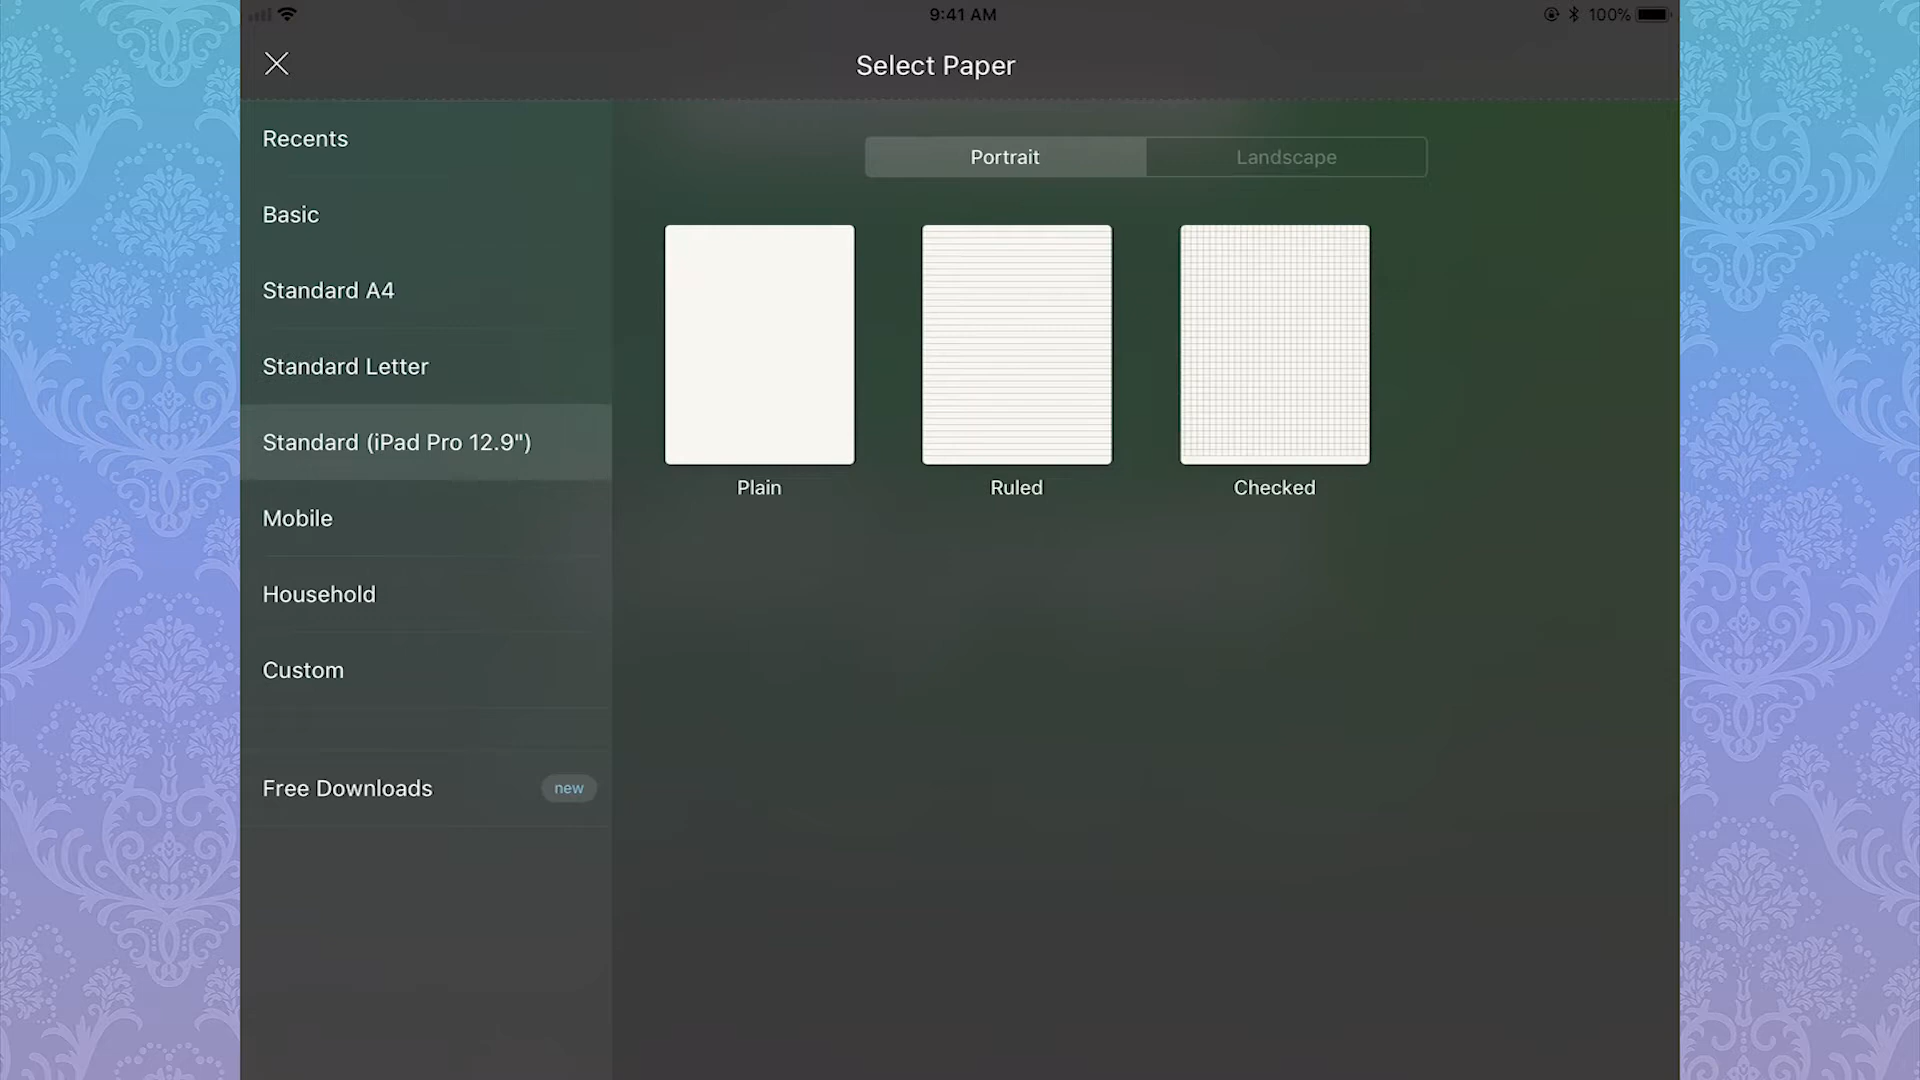 9:41 AM
100%
Select Paper
Recents
Basic
Standard A4
Standard Letter
Standard (iPad Pro 12.9")
Mobile
Household
Custom
Free Downloads new
Portrait Landscape
Plain Ruled Checked